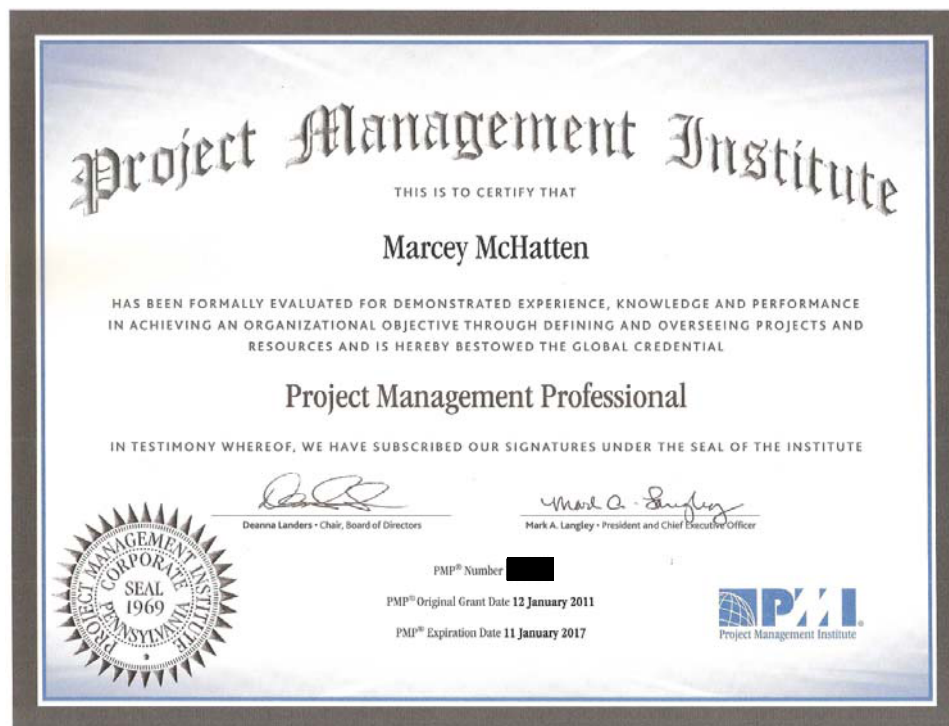 Project Management Institute
THIS IS TO CERTIFY THAT
Marcey McHatten
HAS BEEN FORMALLY EVALUATED FOR DEMONSTRATED EXPERIENCE, KNOWLEDGE AND PERFORMANCE
IN ACHIEVING AN ORGANIZATIONAL OBJECTIVE THROUGH DEFINING AND OVERSEEING PROJECTS AND
RESOURCES AND IS HEREBY BESTOWED THE GLOBAL CREDENTIAL
Project Management Professional
IN TESTIMONY WHEREOF, WE HAVE SUBSCRIBED OUR SIGNATURES UNDER THE SEAL OF THE INSTITUTE
Mark A. Langley
Deanna Landers • Chair, Board of Directors
Mark A. Langley • President and Chief Executive Officer
PROJECT MANAGEMENT INSTITUTE
CORPORATE
SEAL
1969
PENNSYLVANIA
PMP® Number
PMP® Original Grant Date 12 January 2011
PMP® Expiration Date 11 January 2017
PMI®
Project Management Institute